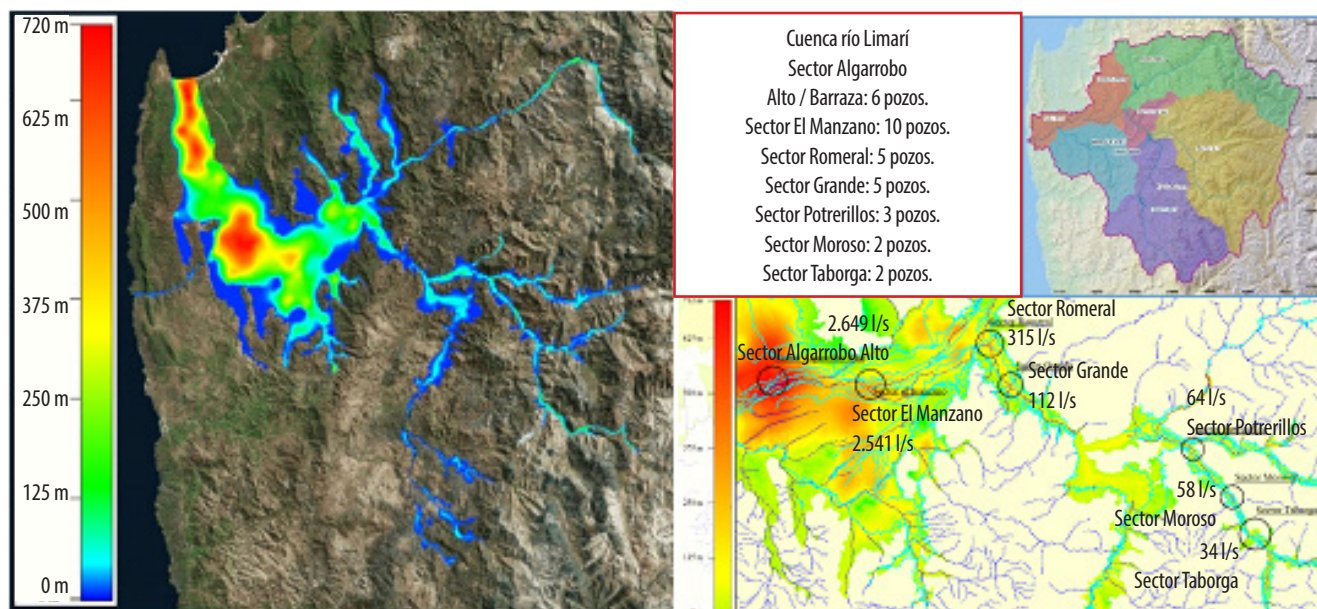 720 m
625 m
500 m
375 m
250 m
125 m
0 m
Cuenca río Limarí
Sector Algarrobo
Alto / Barraza: 6 pozos.
Sector El Manzano: 10 pozos.
Sector Romeral: 5 pozos.
Sector Grande: 5 pozos.
Sector Potrerillos: 3 pozos.
Sector Moroso: 2 pozos.
Sector Taborga: 2 pozos.
2.649 l/s
Sector Algarrobo Alto
Sector El Manzano
2.541 l/s
Sector Romeral
315 l/s
Sector Grande
112 l/s
64 l/s
Sector Potrerillos
58 l/s
Sector Moroso
34 l/s
Sector Taborga